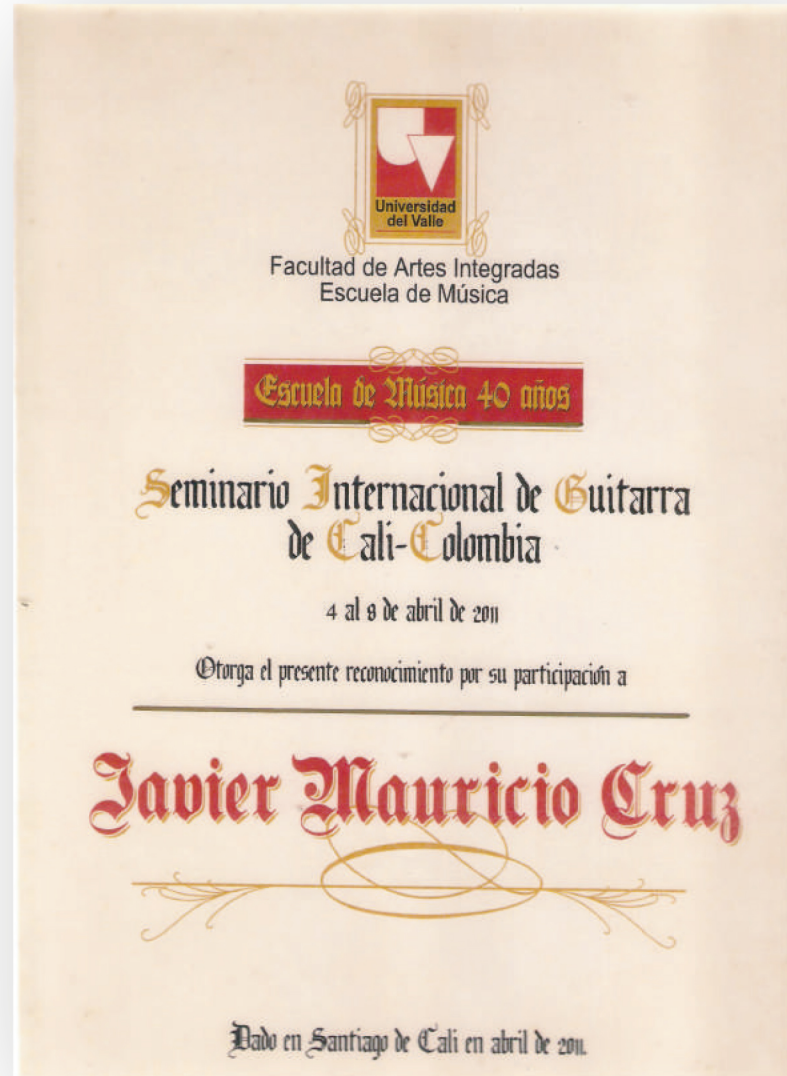 Universidad
del Valle
Facultad de Artes Integradas
Escuela de Música
Escuela de Música 40 años
Seminario Internacional de Guitarra
de Cali-Colombia
4 al 8 de abril de 2011
Otorga el presente reconocimiento por su participación a
Javier Mauricio Cruz
Dado en Santiago de Cali en abril de 2011.